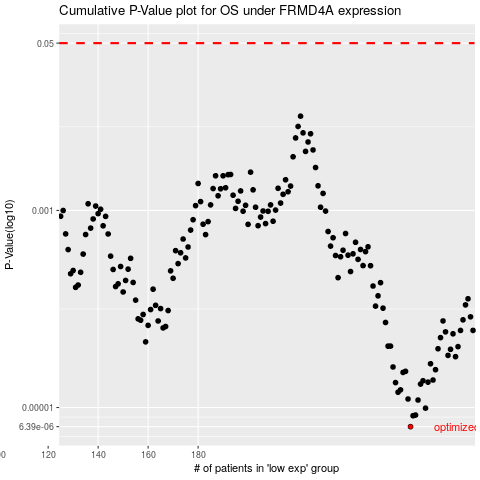 Cumulative P-Value plot for OS under FRMD4A expression
P-Value(log10)
0.05
0.001
0.00001
6.39e-06
optimized
00 120 140 160 180
# of patients in 'low exp' group